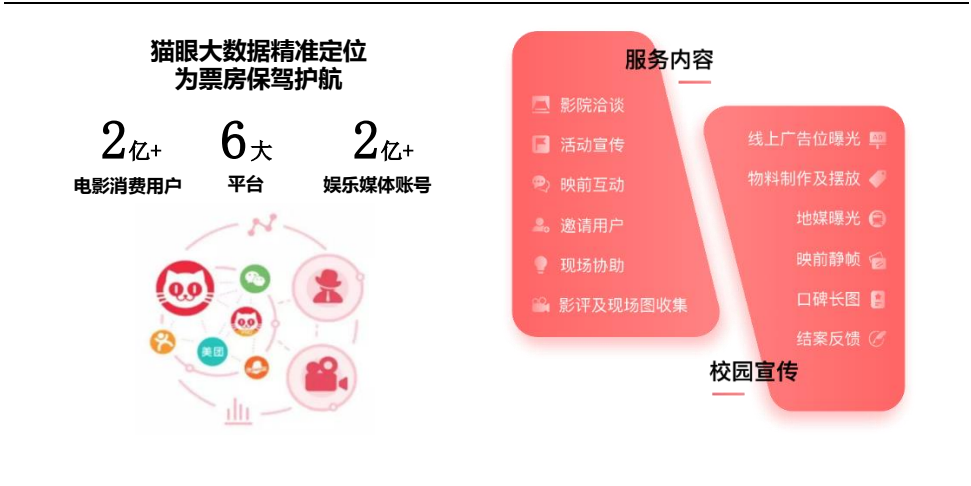 猫眼大数据精准定位
为票房保驾护航
2亿+
6大
2亿+
电影消费用户
平台
娱乐媒体账号
美团
服务内容
影院洽谈
活动宣传
映前互动
邀请用户
现场协助
影评及现场图收集
线上广告位曝光
物料制作及摆放
地媒曝光
映前静帧
口碑长图
结案反馈
校园宣传